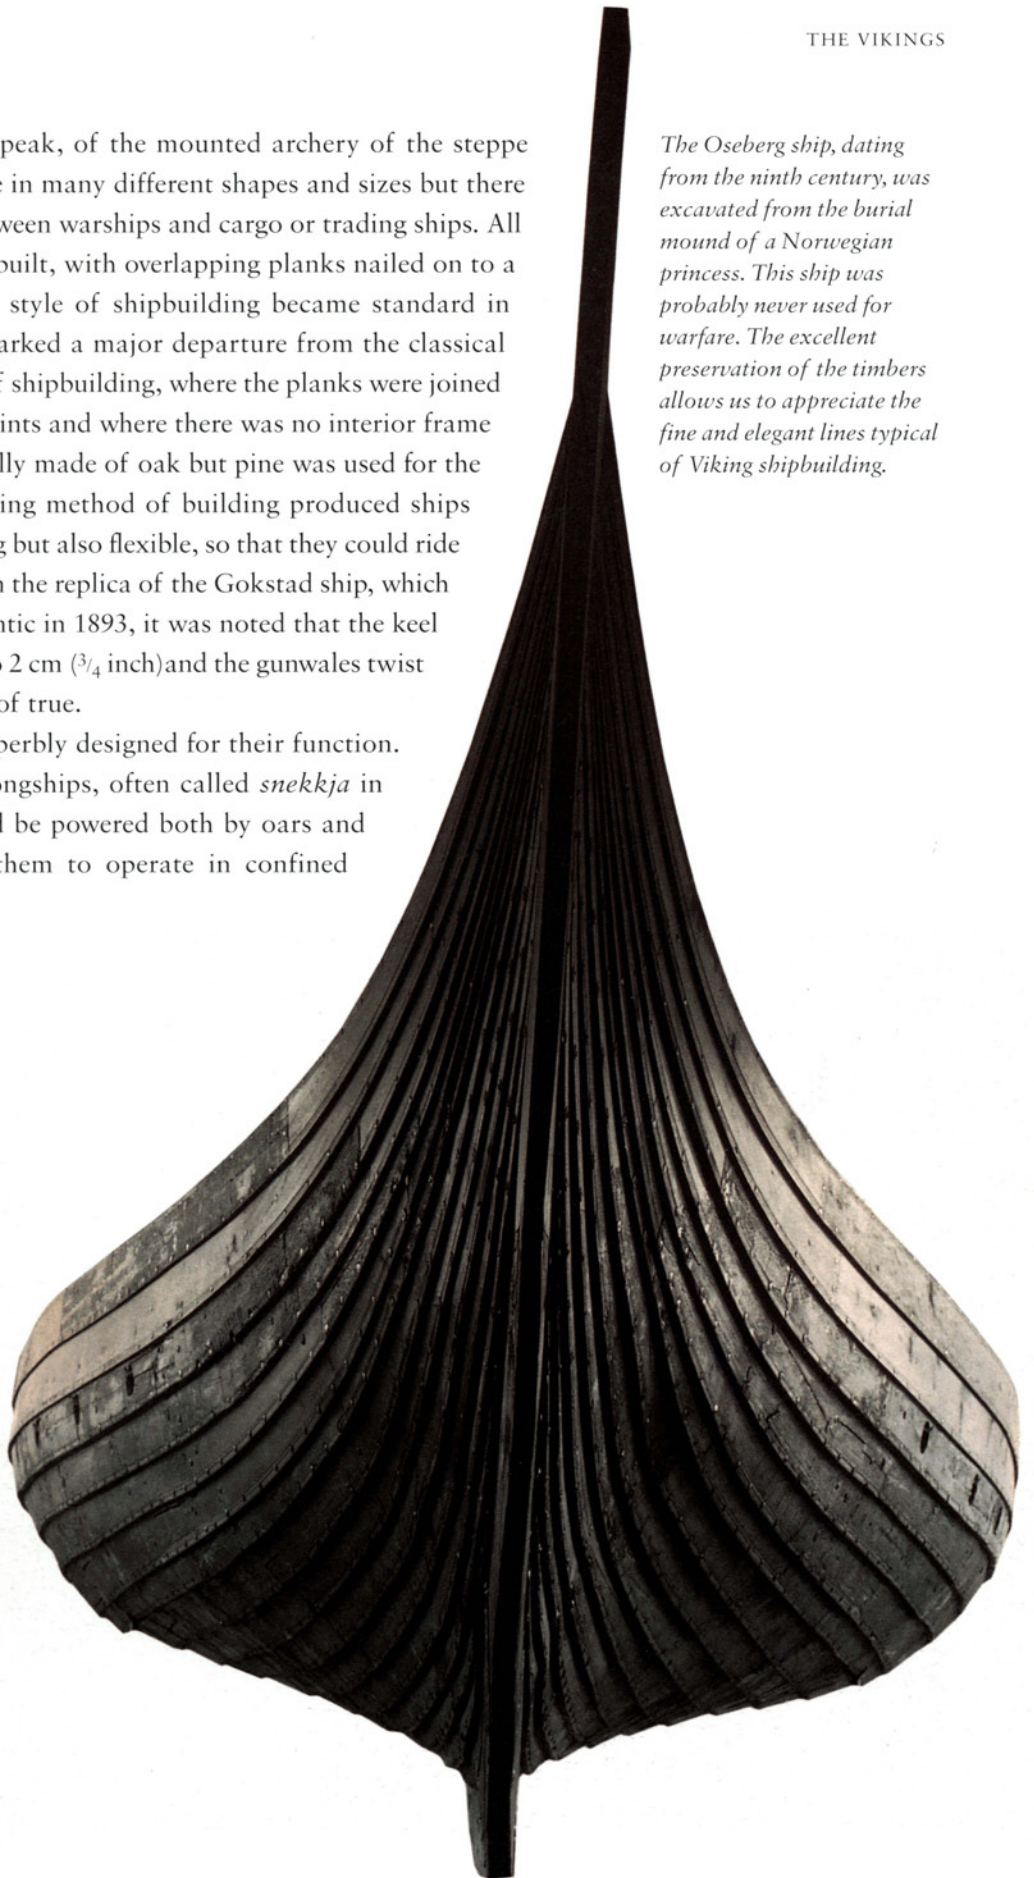 THE VIKINGS
peak, of the mounted archery of the steppe
in many different shapes and sizes but there
ween warships and cargo or trading ships. All
built, with overlapping planks nailed on to a
style of shipbuilding became standard in
arked a major departure from the classical
f shipbuilding, where the planks were joined
ints and where there was no interior frame
lly made of oak but pine was used for the
ing method of building produced ships
g but also flexible, so that they could ride
the replica of the Gokstad ship, which
ntic in 1893, it was noted that the keel
2 cm (3/4 inch)and the gunwales twist
of true.
perbly designed for their function.
ongships, often called snekkja in
be powered both by oars and
them to operate in confined
The Oseberg ship, dating
from the ninth century, was
excavated from the burial
mound of a Norwegian
princess. This ship was
probably never used for
warfare. The excellent
preservation of the timbers
allows us to appreciate the
fine and elegant lines typical
of Viking shipbuilding.